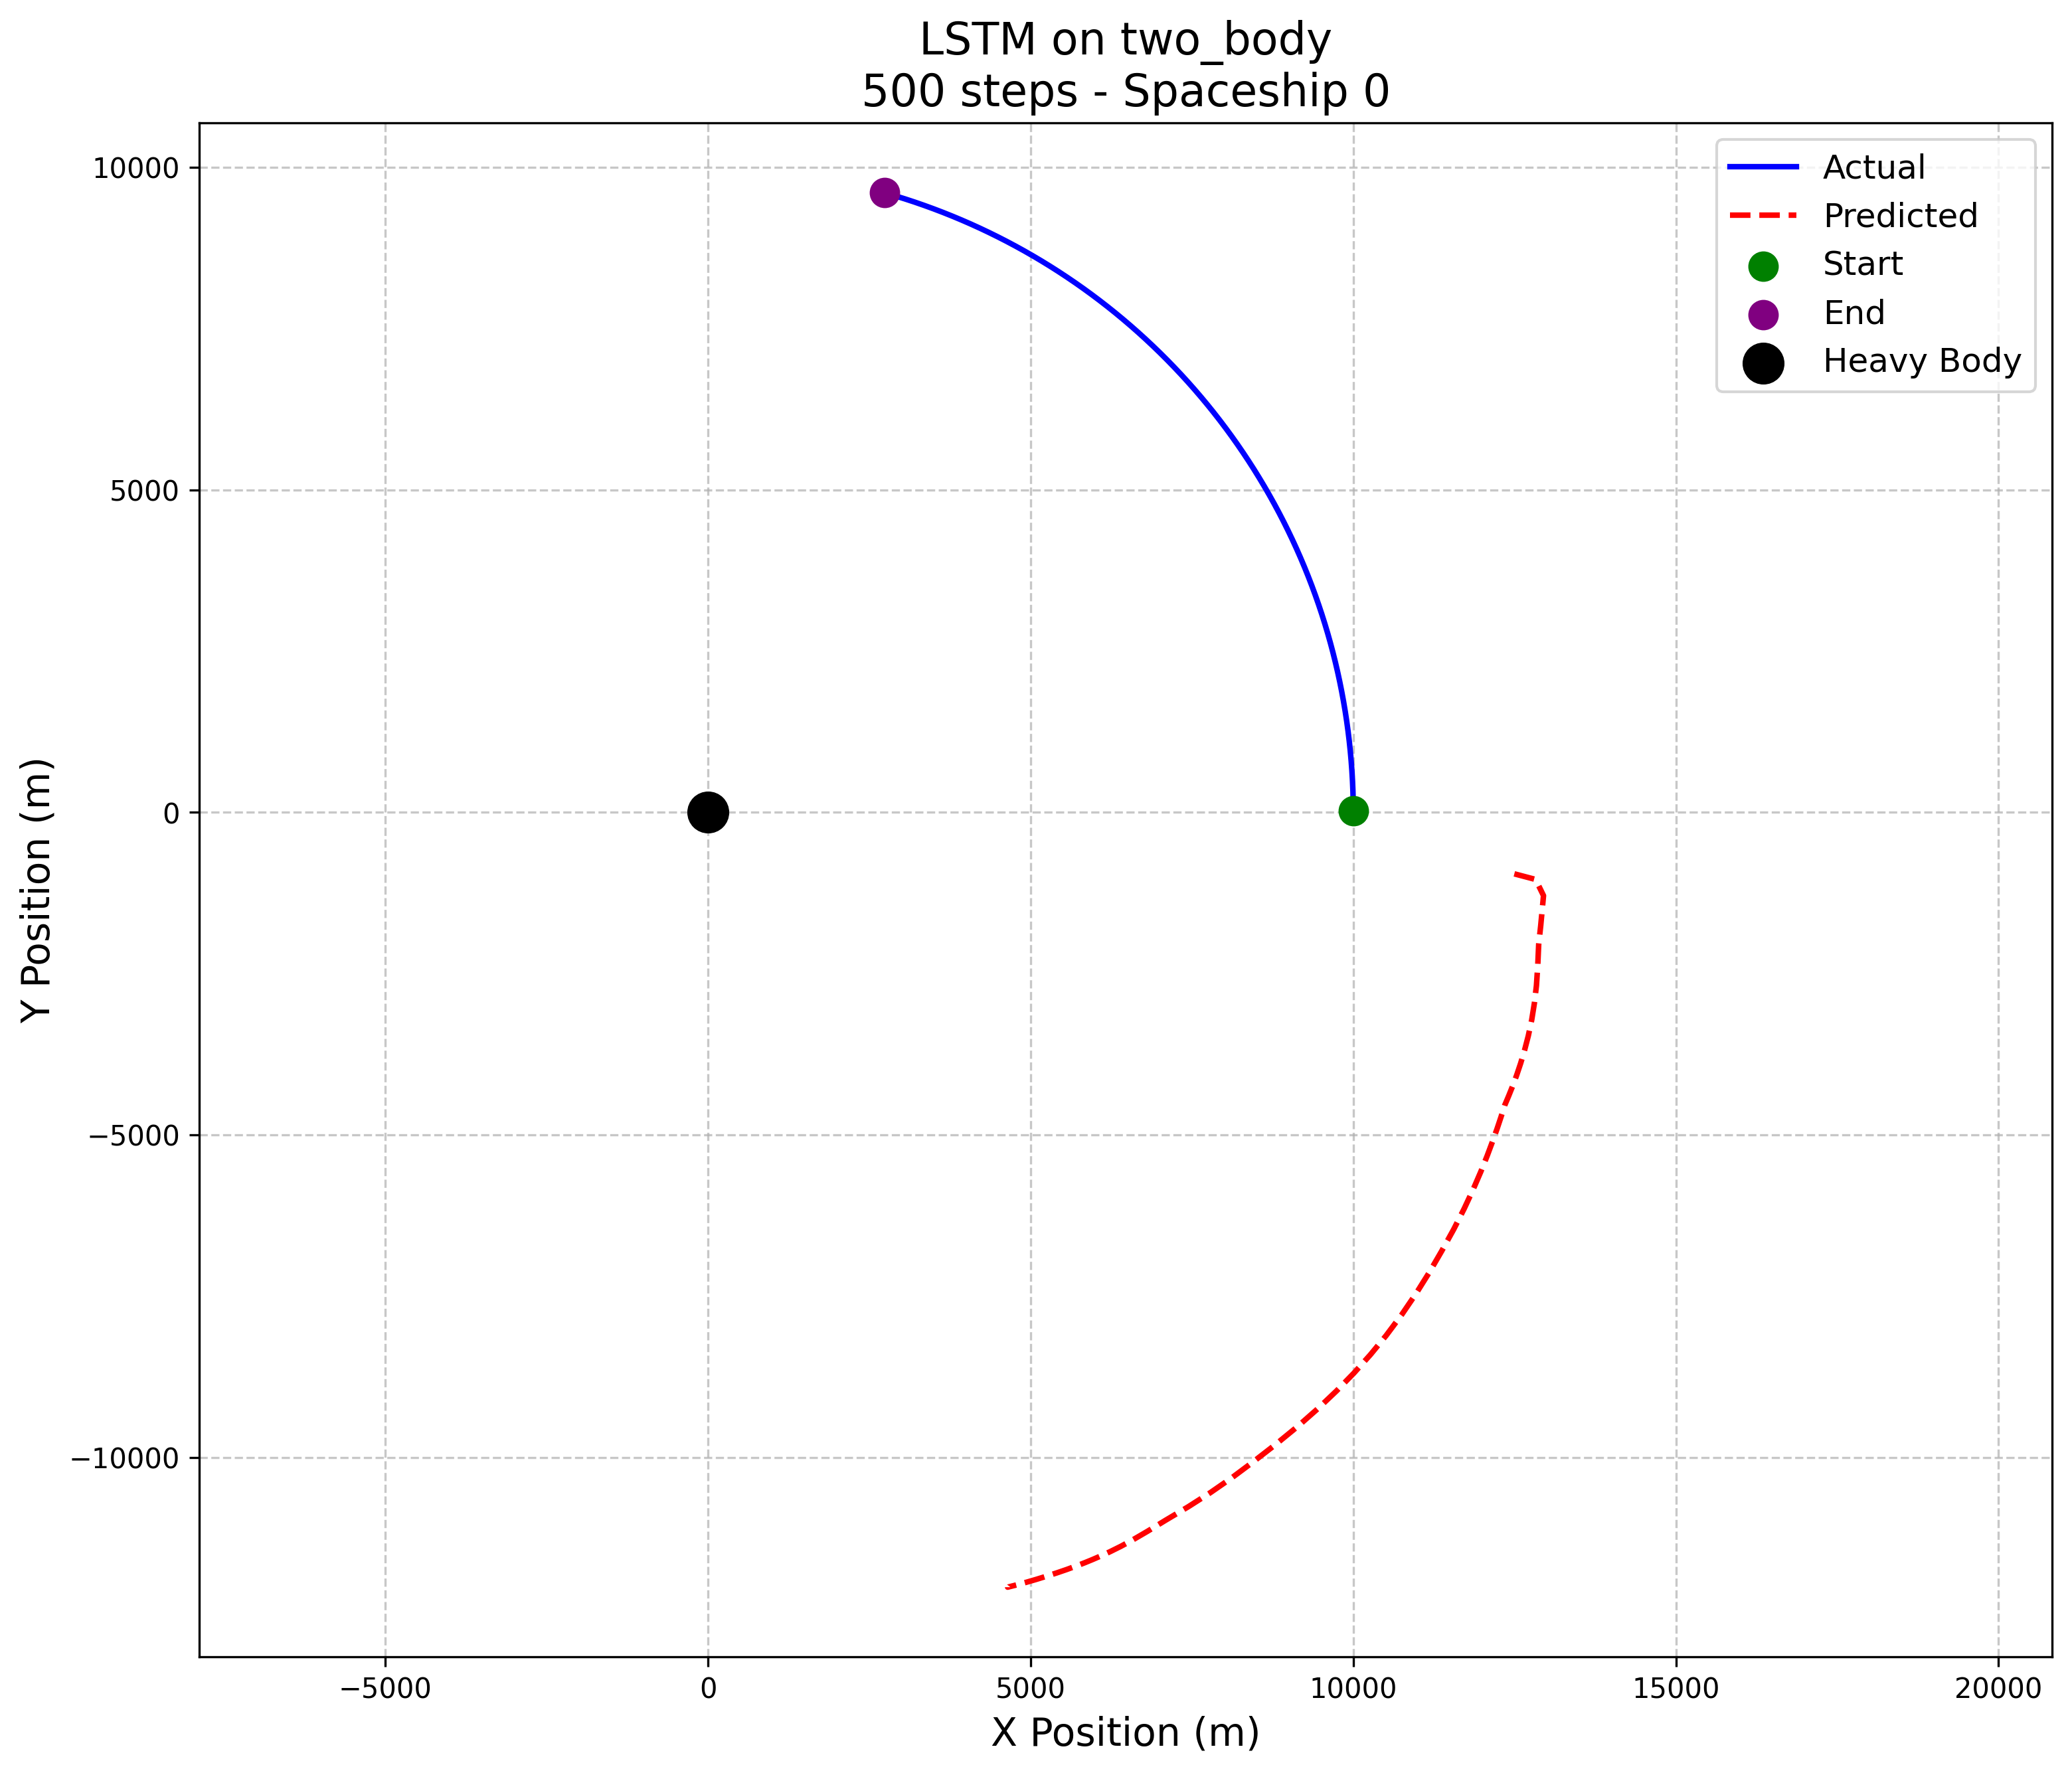 LSTM on two_body
500 steps - Spaceship 0
Actual
Predicted
Start
End
Heavy Body
10000
5000
0
−5000
−10000
Y Position (m)
−5000
0
5000
10000
15000
20000
X Position (m)